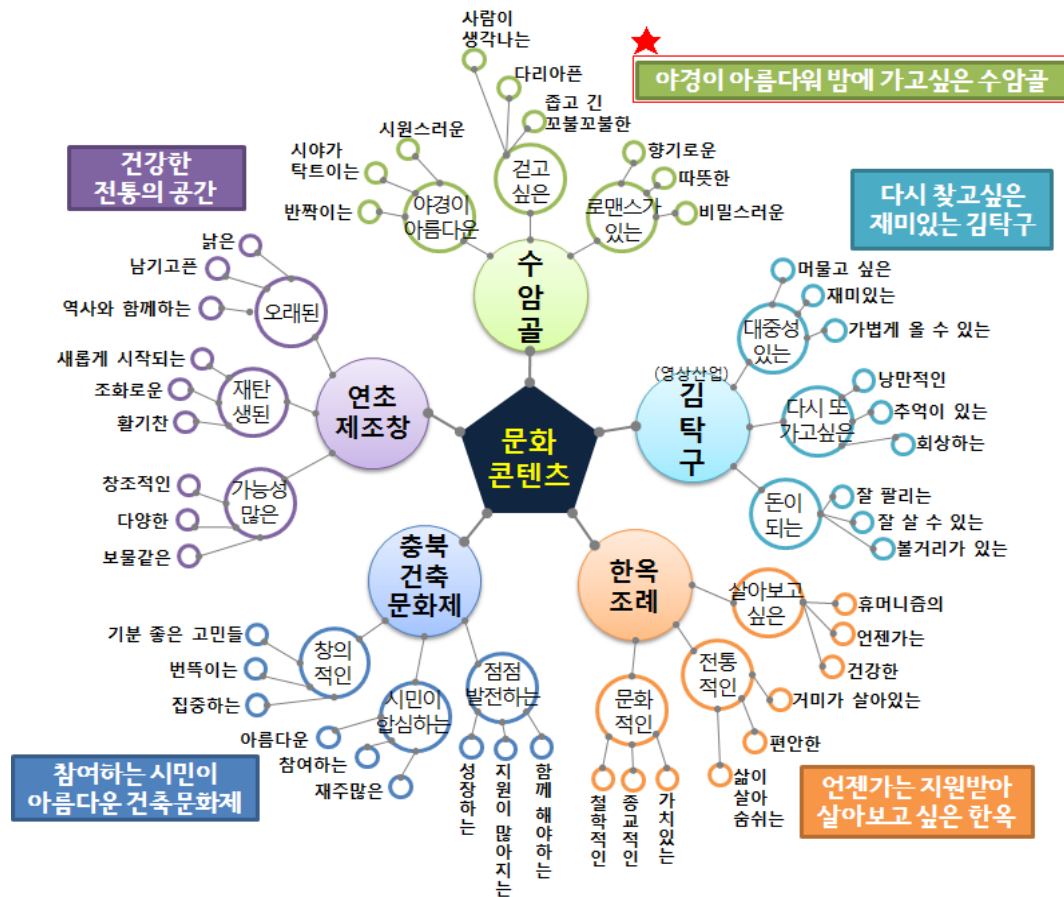 야경이 아름다워 밤에 가고싶은 수암골
사람이
생각나는
다리아픈
좁고 긴
꼬불꼬불한
시원스러운
시야가
탁트이는
반짝이는
향기로운
따뜻한
비밀스러운
야경이
아름다운
걷고
싶은
로맨스가
있는
수
암
골
건강한
전통의 공간
낡은
남기고픈
역사와 함께하는
오래된
새롭게 시작되는
조화로운
활기찬
재탄
생된
창조적인
다양한
보물같은
가능성
많은
연초
제조창
다시 찾고싶은
재미있는 김탁구
머물고 싶은
재미있는
가볍게 올 수 있는
대중성
있는
(영상산업)
김
탁
구
낭만적인
추억이 있는
회상하는
다시 또
가고싶은
잘 팔리는
잘 살 수 있는
볼거리가 있는
돈이
되는
문화
콘텐츠
충북
건축
문화제
기분 좋은 고민들
번뜩이는
집중하는
창의
적인
아름다운
참여하는
재주많은
시민이
합심하는
점점
발전하는
성장하는
지원이 많아지는
함께 해야하는
참여하는 시민이
아름다운 건축문화제
한옥
조례
살아보고
싶은
휴머니즘의
언젠가는
건강한
전통
적인
거미가 살아있는
편안한
삶이
살아
숨쉬는
문화
적인
철학적인
종교적인
가치있는
언젠가는 지원받아
살아보고 싶은 한옥